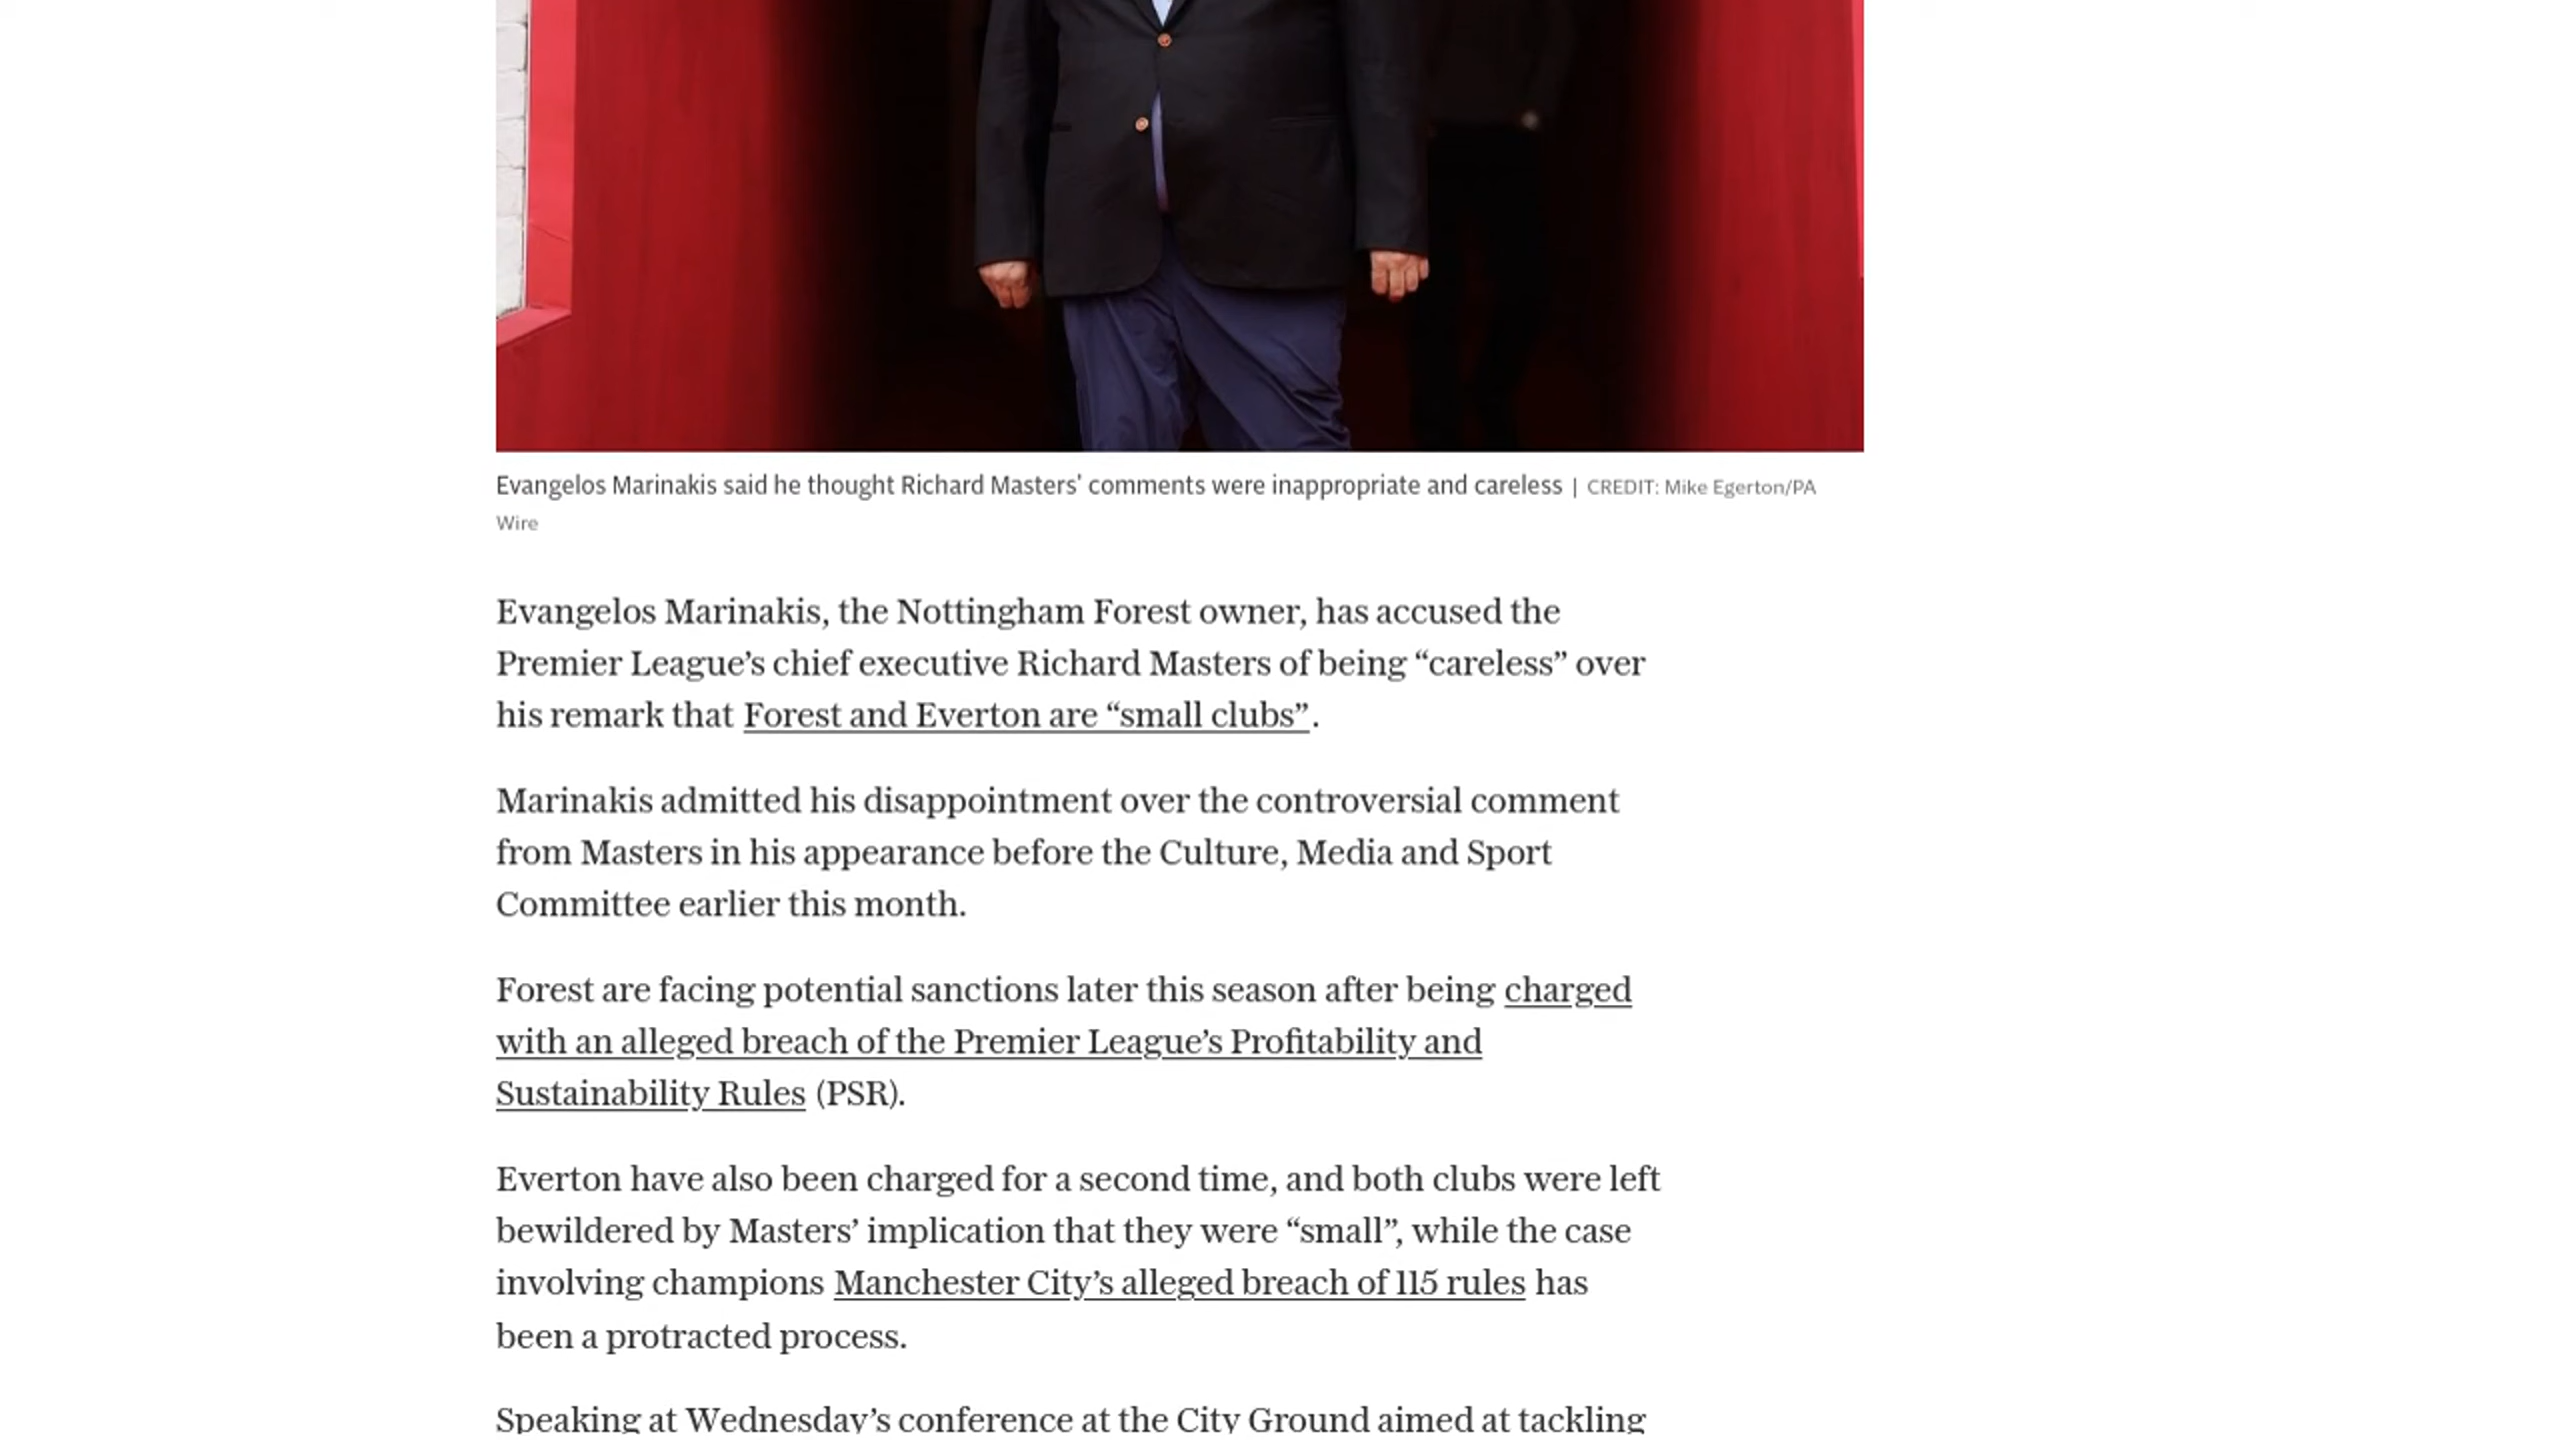 Evangelos Marinakis said he thought Richard Masters' comments were inappropriate and careless | CREDIT: Mike Egerton/PA
Wire
Evangelos Marinakis, the Nottingham Forest owner, has accused the
Premier League’s chief executive Richard Masters of being “careless” over
his remark that Forest and Everton are “small clubs”.
Marinakis admitted his disappointment over the controversial comment
from Masters in his appearance before the Culture, Media and Sport
Committee earlier this month.
Forest are facing potential sanctions later this season after being charged
with an alleged breach of the Premier League’s Profitability and
Sustainability Rules (PSR).
Everton have also been charged for a second time, and both clubs were left
bewildered by Masters’ implication that they were “small”, while the case
involving champions Manchester City’s alleged breach of 115 rules has
been a protracted process.
Speaking at Wednesday’s conference at the City Ground aimed at tackling